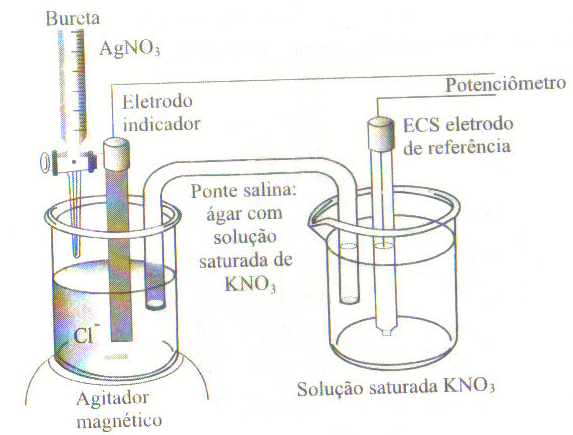 Bureta
AgNO₃
Eletrodo
indicador
Potenciômetro
ECS eletrodo
de referência
Ponte salina:
ágar com
solução
saturada de
KNO₃
Cl⁻
Agitador
magnético
Solução saturada KNO₃